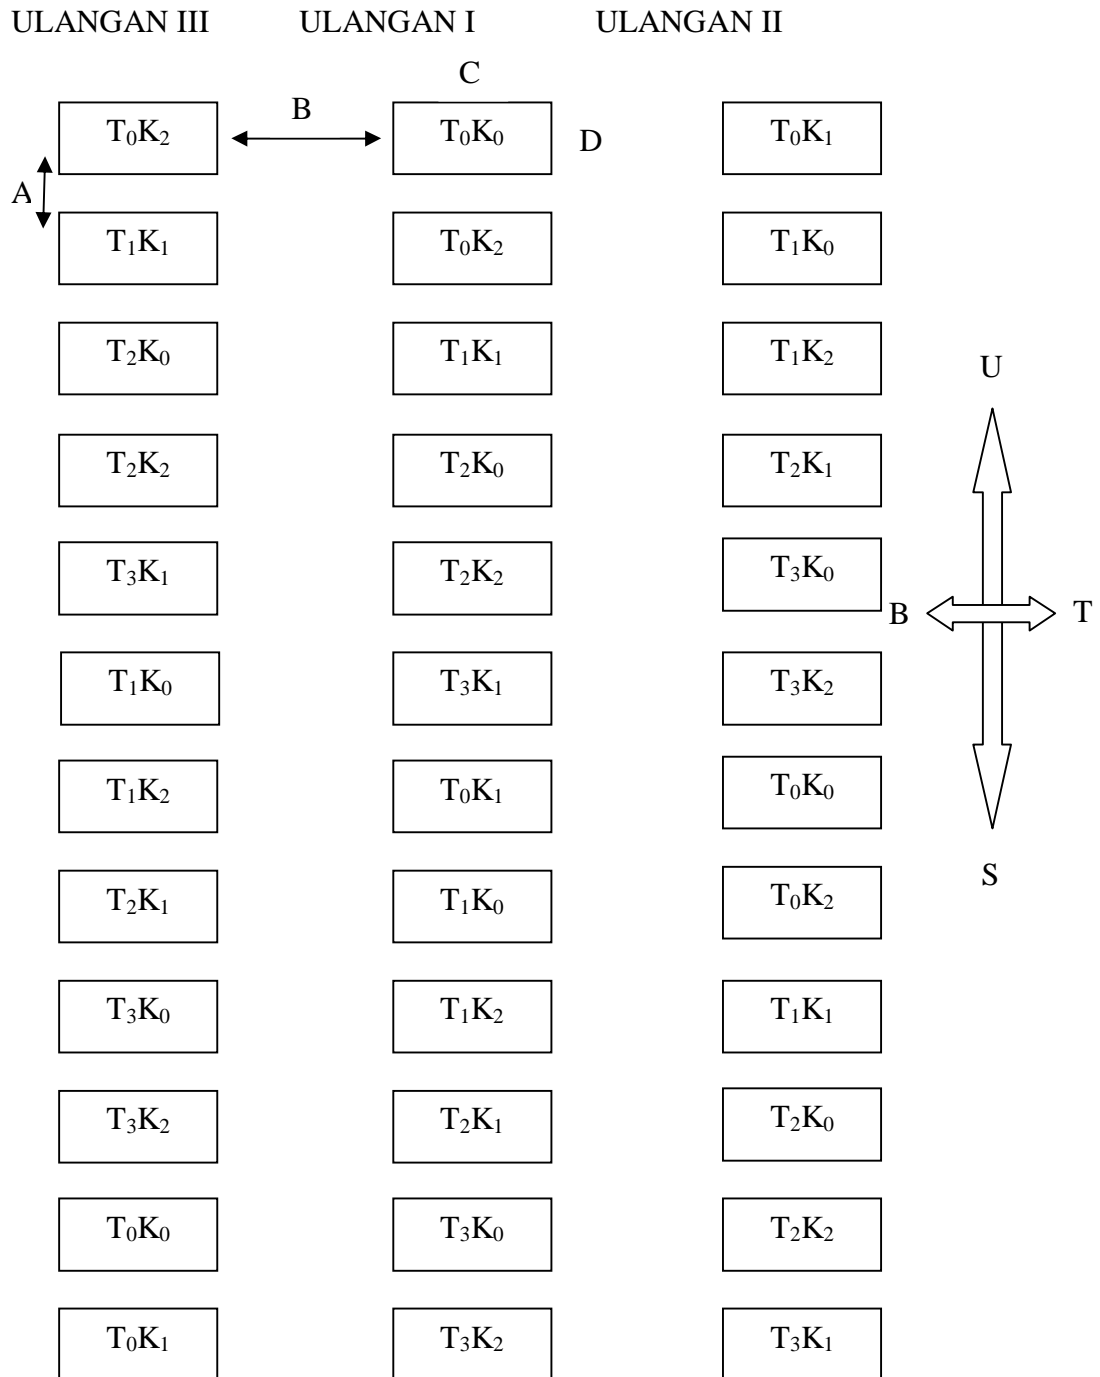 ULANGAN III ULANGAN I ULANGAN II
C
B
T₀K₂ T₀K₀ D T₀K₁
A
T₁K₁ T₀K₂ T₁K₀
T₂K₀ T₁K₁ T₁K₂
U
T₂K₂ T₂K₀ T₂K₁
T₃K₁ T₂K₂ T₃K₀
B T
T₁K₀ T₃K₁ T₃K₂
T₁K₂ T₀K₁ T₀K₀
S
T₂K₁ T₁K₀ T₀K₂
T₃K₀ T₁K₂ T₁K₁
T₃K₂ T₂K₁ T₂K₀
T₀K₀ T₃K₀ T₂K₂
T₀K₁ T₃K₂ T₃K₁